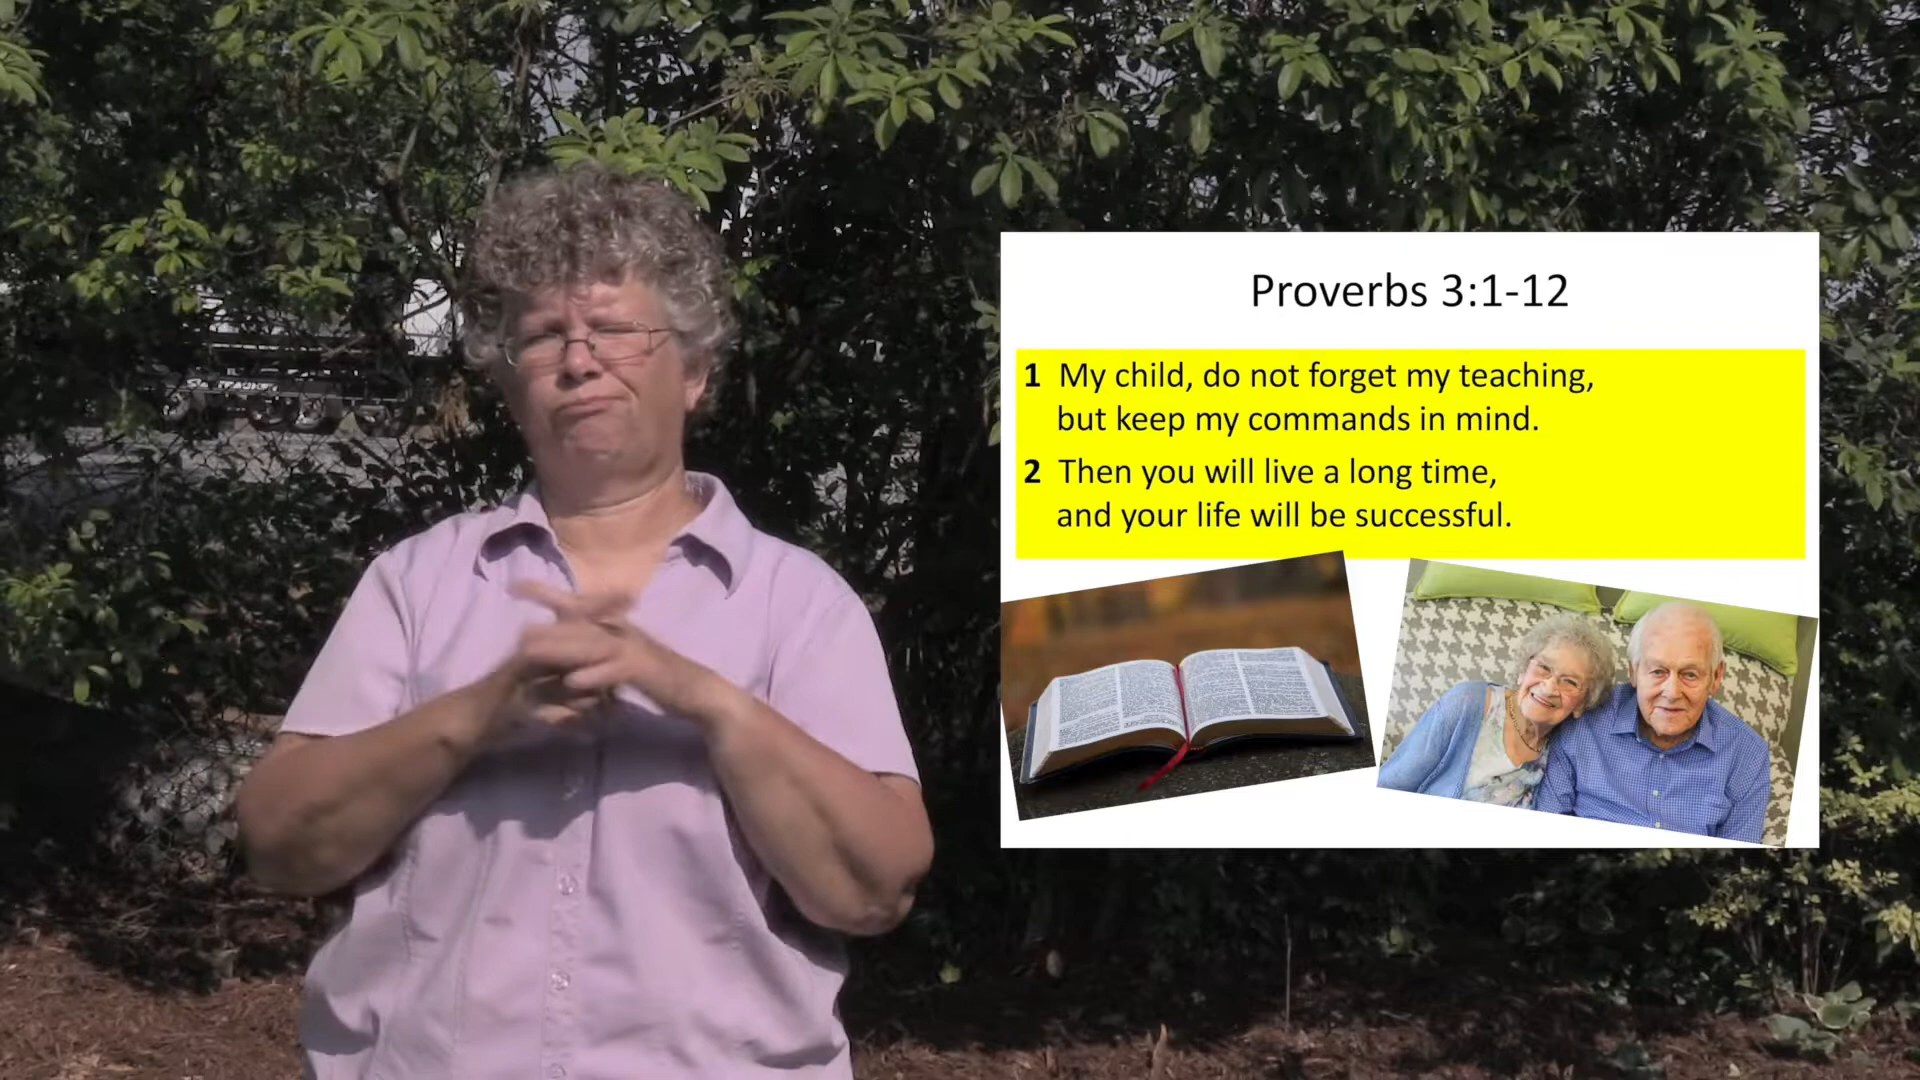 Proverbs 3:1-12
1 My child, do not forget my teaching,
but keep my commands in mind.
2 Then you will live a long time,
and your life will be successful.